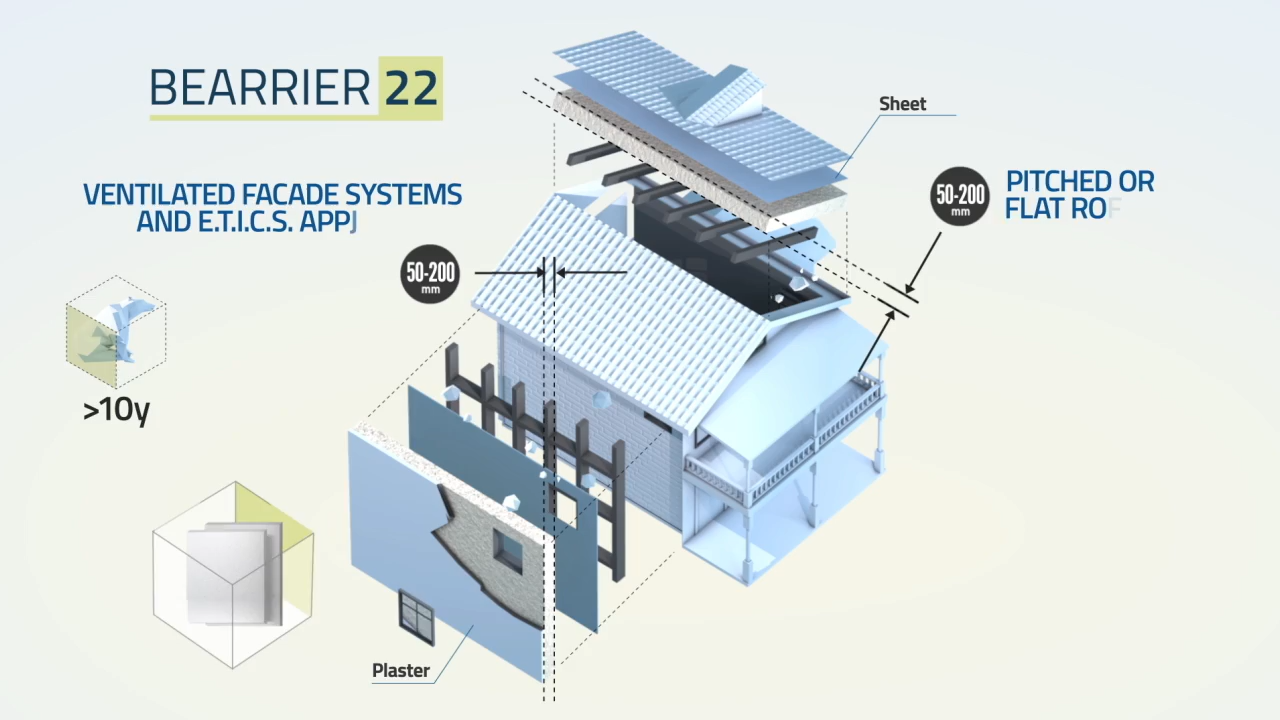 BEARRIER 22
VENTILATED FACADE SYSTEMS
AND E.T.I.C.S. APP
50-200
mm
>10y
Plaster
Sheet
50-200
mm
PITCHED OR
FLAT ROF